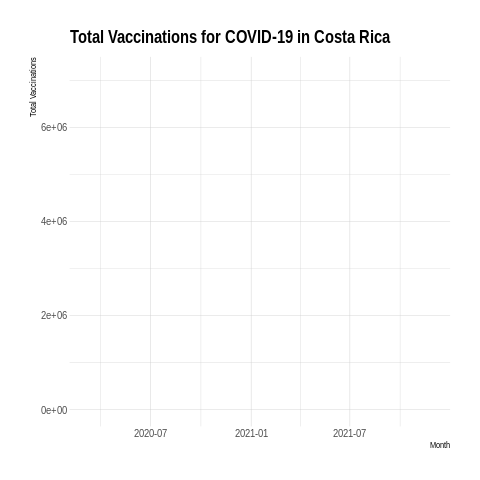 Total Vaccinations for COVID-19 in Costa Rica
Total Vaccinations
6e+06
4e+06
2e+06
0e+00
2020-07 2021-01 2021-07
Month